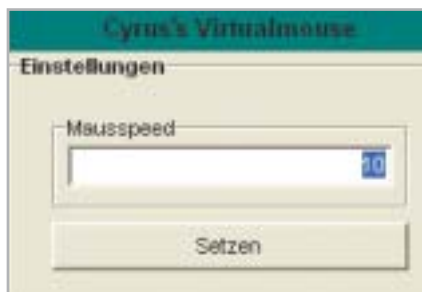 Cyrus's Virtualmouse
Einstellungen
Mausspeed
10
Setzen